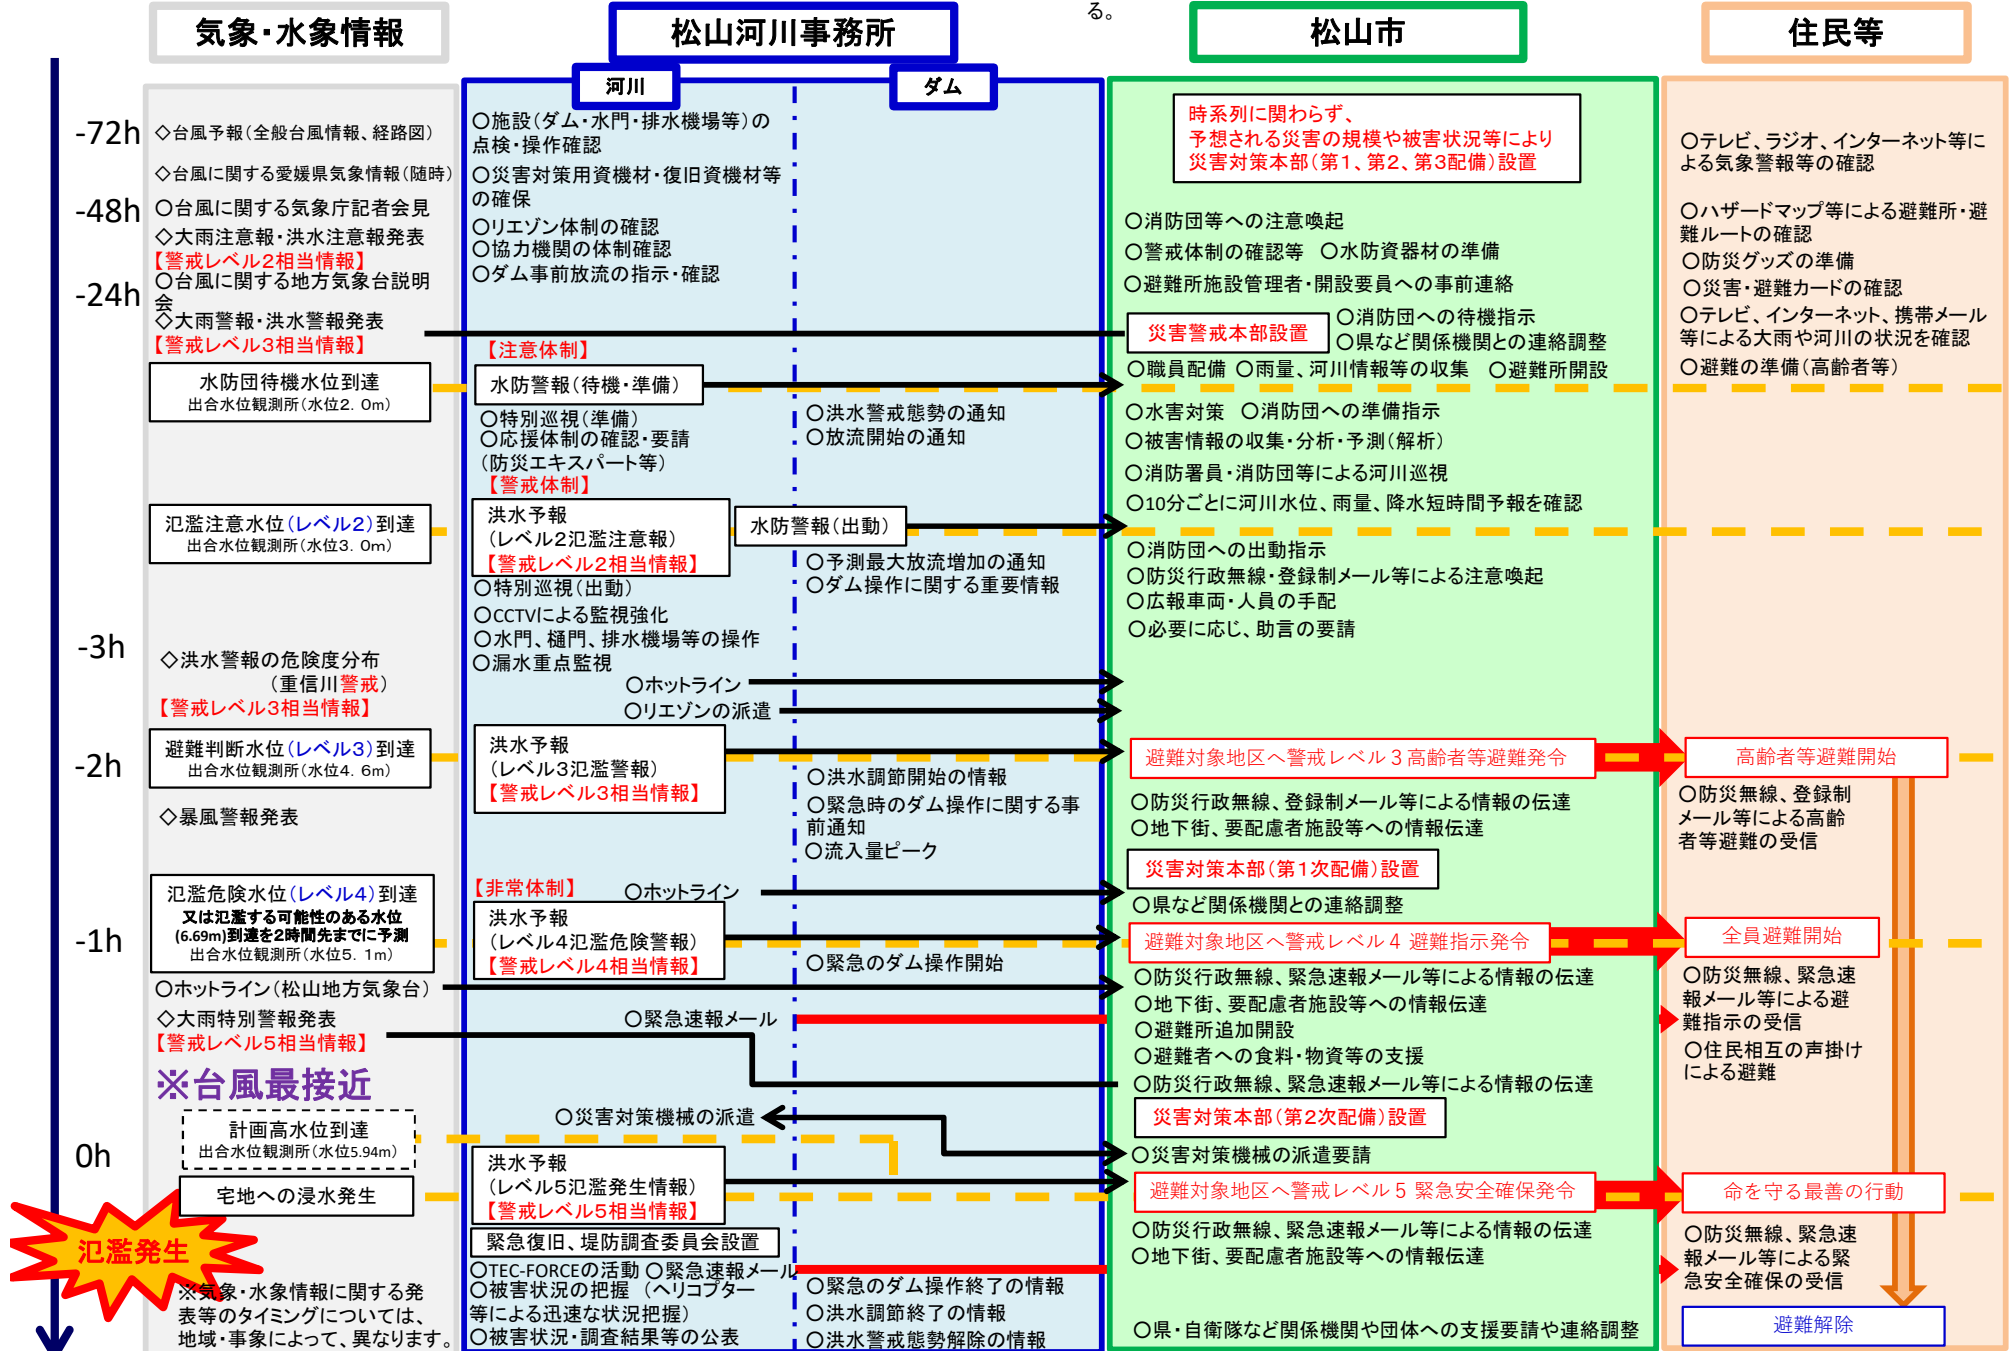 る。
気象・水象情報
松山河川事務所
松山市
住民等
河川
ダム
-72h
-48h
-24h
-3h
-2h
-1h
0h
◇台風予報(全般台風情報、経路図)
◇台風に関する愛媛県気象情報(随時)
○台風に関する気象庁記者会見
◇大雨注意報・洪水注意報発表
【警戒レベル2相当情報】
○台風に関する地方気象台説明
会
◇大雨警報・洪水警報発表
【警戒レベル3相当情報】
水防団待機水位到達
出合水位観測所(水位2．0m)
氾濫注意水位(レベル2)到達
出合水位観測所(水位3．0m)
◇洪水警報の危険度分布
(重信川警戒)
【警戒レベル3相当情報】
避難判断水位(レベル3)到達
出合水位観測所(水位4．6m)
◇暴風警報発表
氾濫危険水位(レベル4)到達
又は氾濫する可能性のある水位
(6.69m)到達を2時間先までに予測
出合水位観測所(水位5．1m)
○ホットライン(松山地方気象台)
◇大雨特別警報発表
【警戒レベル5相当情報】
※台風最接近
計画高水位到達
出合水位観測所(水位5.94m)
宅地への浸水発生
氾濫発生
※気象・水象情報に関する発
表等のタイミングについては、
地域・事象によって、異なります。
○施設(ダム・水門・排水機場等)の
点検・操作確認
○災害対策用資機材・復旧資機材等
の確保
○リエゾン体制の確認
○協力機関の体制確認
○ダム事前放流の指示・確認
【注意体制】
水防警報(待機・準備)
○特別巡視(準備)
○応援体制の確認・要請
(防災エキスパート等)
【警戒体制】
洪水予報
(レベル2氾濫注意報)
【警戒レベル2相当情報】
水防警報(出動)
○特別巡視(出動)
○CCTVによる監視強化
○水門、樋門、排水機場等の操作
○漏水重点監視
○ホットライン
○リエゾンの派遣
洪水予報
(レベル3氾濫警報)
【警戒レベル3相当情報】
【非常体制】
○ホットライン
洪水予報
(レベル4氾濫危険警報)
【警戒レベル4相当情報】
○緊急速報メール
○災害対策機械の派遣
洪水予報
(レベル5氾濫発生情報)
【警戒レベル5相当情報】
緊急復旧、堤防調査委員会設置
○TEC-FORCEの活動 ○緊急速報メール
○被害状況の把握 (ヘリコプター
等による迅速な状況把握)
○被害状況・調査結果等の公表
○洪水警戒態勢の通知
○放流開始の通知
○予測最大放流増加の通知
○ダム操作に関する重要情報
○洪水調節開始の情報
○緊急時のダム操作に関する事
前通知
○流入量ピーク
○緊急のダム操作開始
○緊急のダム操作終了の情報
○洪水調節終了の情報
○洪水警戒態勢解除の情報
時系列に関わらず、
予想される災害の規模や被害状況等により
災害対策本部(第1、第2、第3配備)設置
○消防団等への注意喚起
○警戒体制の確認等 ○水防資器材の準備
○避難所施設管理者・開設要員への事前連絡
災害警戒本部設置
○消防団への待機指示
○県など関係機関との連絡調整
○職員配備 ○雨量、河川情報等の収集 ○避難所開設
○水害対策 ○消防団への準備指示
○被害情報の収集・分析・予測(解析)
○消防署員・消防団等による河川巡視
○10分ごとに河川水位、雨量、降水短時間予報を確認
○消防団への出動指示
○防災行政無線・登録制メール等による注意喚起
○広報車両・人員の手配
○必要に応じ、助言の要請
避難対象地区へ警戒レベル3高齢者等避難発令
○防災行政無線、登録制メール等による情報の伝達
○地下街、要配慮者施設等への情報伝達
災害対策本部(第1次配備)設置
○県など関係機関との連絡調整
避難対象地区へ警戒レベル4 避難指示発令
○防災行政無線、緊急速報メール等による情報の伝達
○地下街、要配慮者施設等への情報伝達
○避難所追加開設
○避難者への食料・物資等の支援
○防災行政無線、緊急速報メール等による情報の伝達
災害対策本部(第2次配備)設置
○災害対策機械の派遣要請
避難対象地区へ警戒レベル5 緊急安全確保発令
○防災行政無線、緊急速報メール等による情報の伝達
○地下街、要配慮者施設等への情報伝達
○県・自衛隊など関係機関や団体への支援要請や連絡調整
○テレビ、ラジオ、インターネット等に
よる気象警報等の確認
○ハザードマップ等による避難所・避
難ルートの確認
○防災グッズの準備
○災害・避難カードの確認
○テレビ、インターネット、携帯メール
等による大雨や河川の状況を確認
○避難の準備(高齢者等)
高齢者等避難開始
○防災無線、登録制
メール等による高齢
者等避難の受信
全員避難開始
○防災無線、緊急速
報メール等による避
難指示の受信
○住民相互の声掛け
による避難
命を守る最善の行動
○防災無線、緊急速
報メール等による緊
急安全確保の受信
避難解除